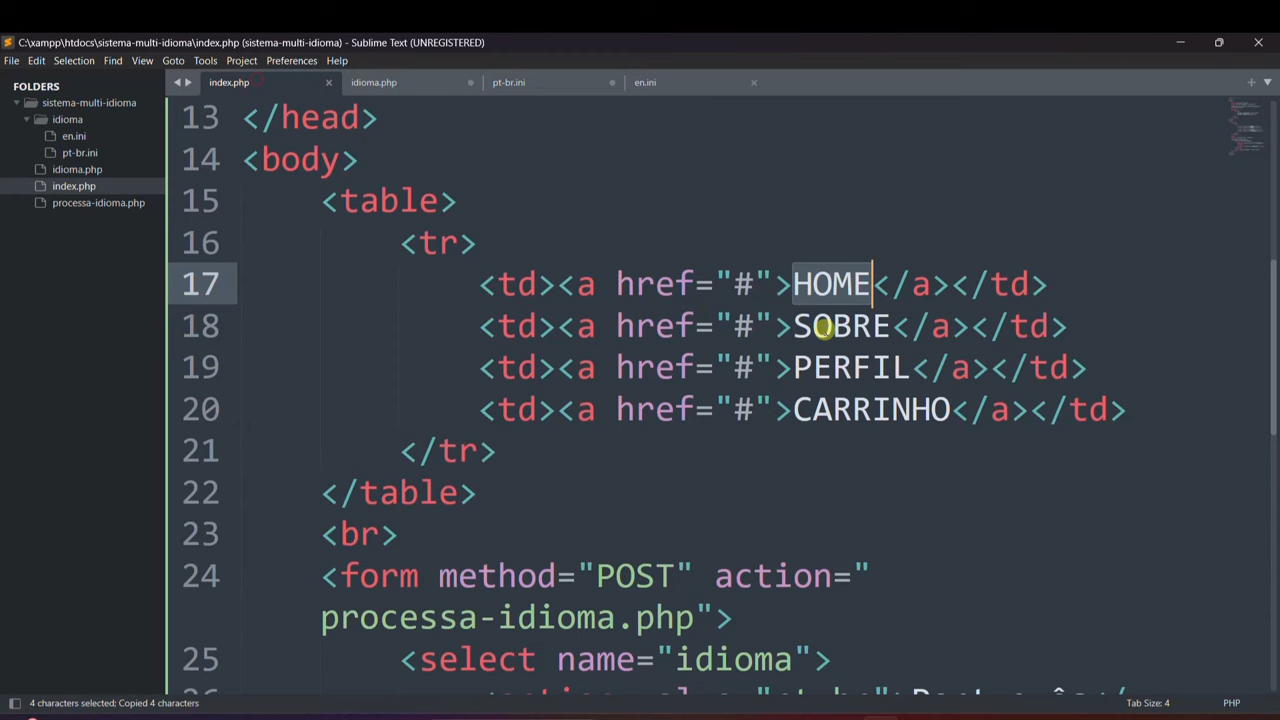 C:\xampp\htdocs\sistema-multi-idioma\index.php (sistema-multi-idioma) - Sublime Text (UNREGISTERED)
File Edit Selection Find View Goto Tools Project Preferences Help
FOLDERS
sistema-multi-idioma
idioma
en.ini
pt-br.ini
idioma.php
index.php
processa-idioma.php
index.php idioma.php pt-br.ini en.ini
13 </head>
14 <body>
15 <table>
16 <tr>
17 <td><a href="#">HOME</a></td>
18 <td><a href="#">SOBRE</a></td>
19 <td><a href="#">PERFIL</a></td>
20 <td><a href="#">CARRINHO</a></td>
21 </tr>
22 </table>
23 <br>
24 <form method="POST" action="
processa-idioma.php">
25 <select name="idioma">
4 characters selected; Copied 4 characters
Tab Size: 4 PHP